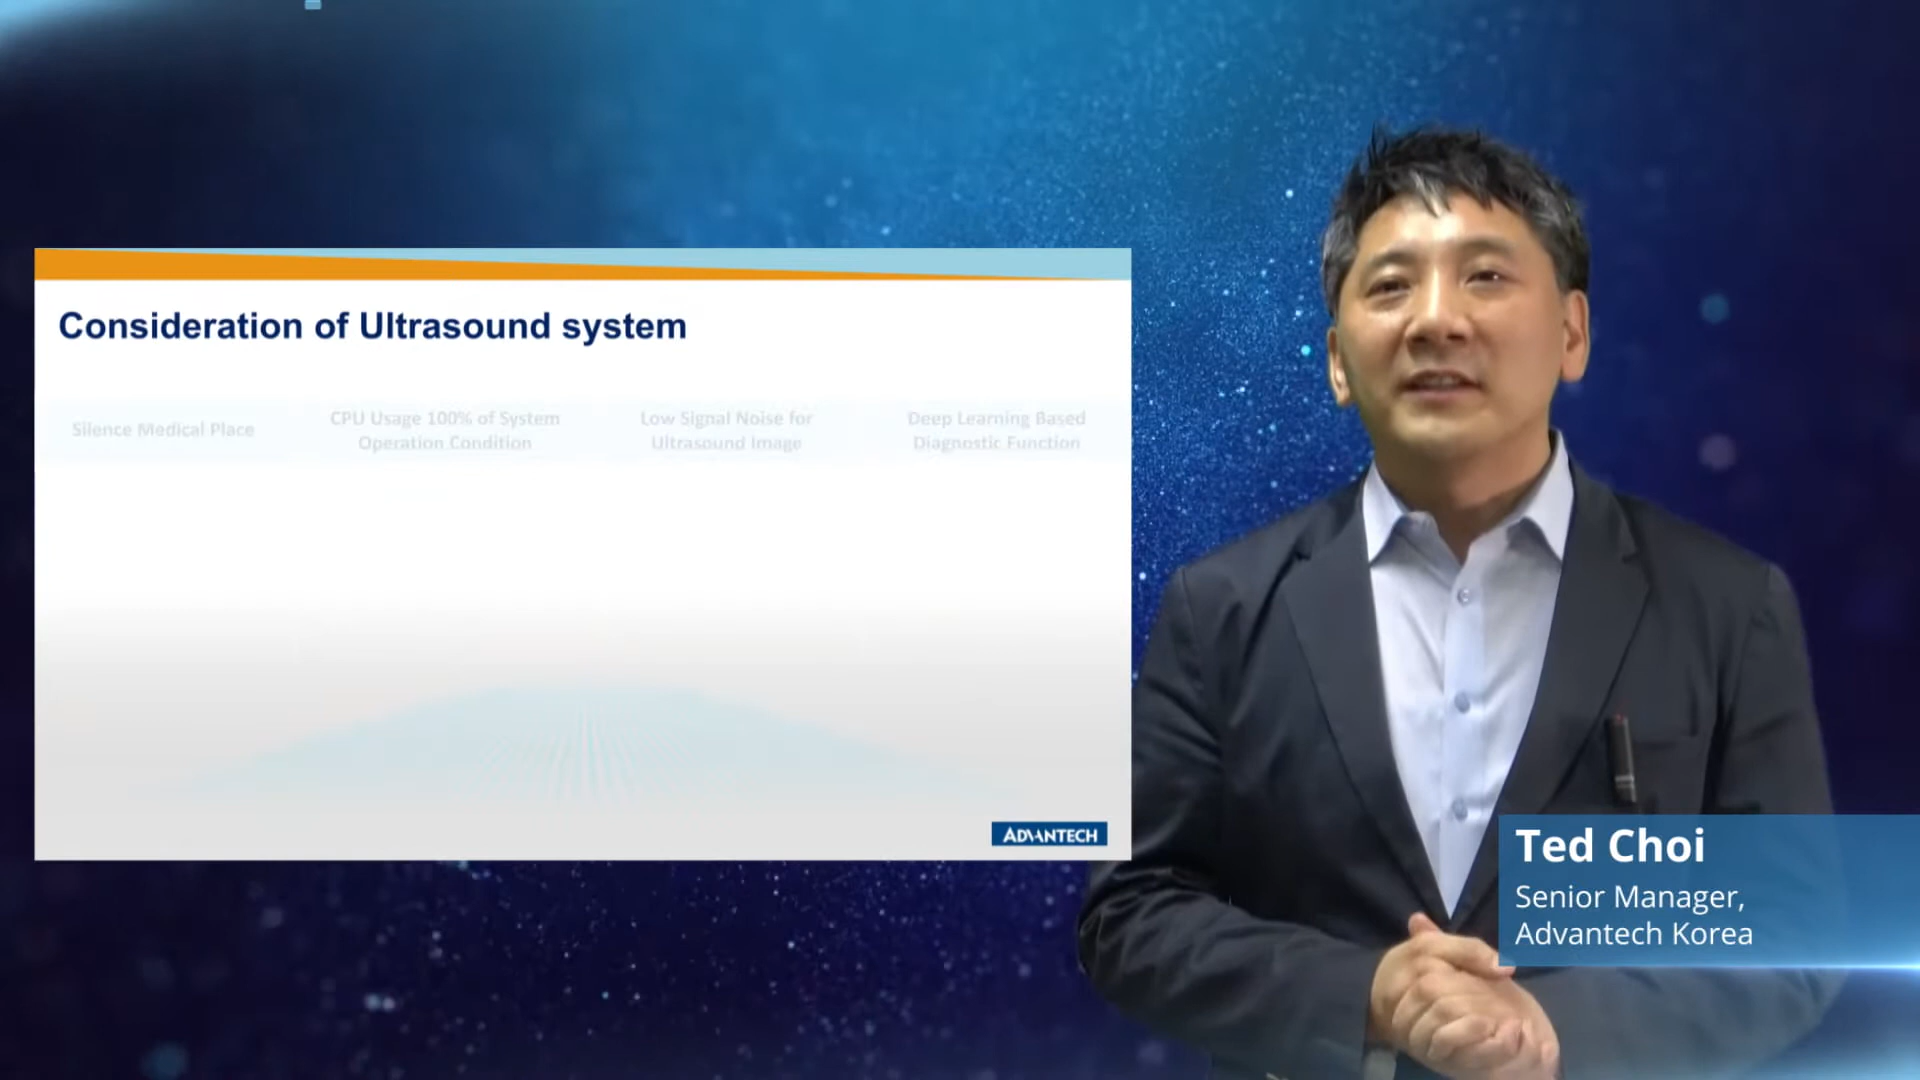 Consideration of Ultrasound system
Silence Medical Place
CPU Usage 100% of System
Operation Condition
Low Signal Noise for
Ultrasound Image
Deep Learning Based
Diagnostic Function
ADVANTECH
Ted Choi
Senior Manager,
Advantech Korea